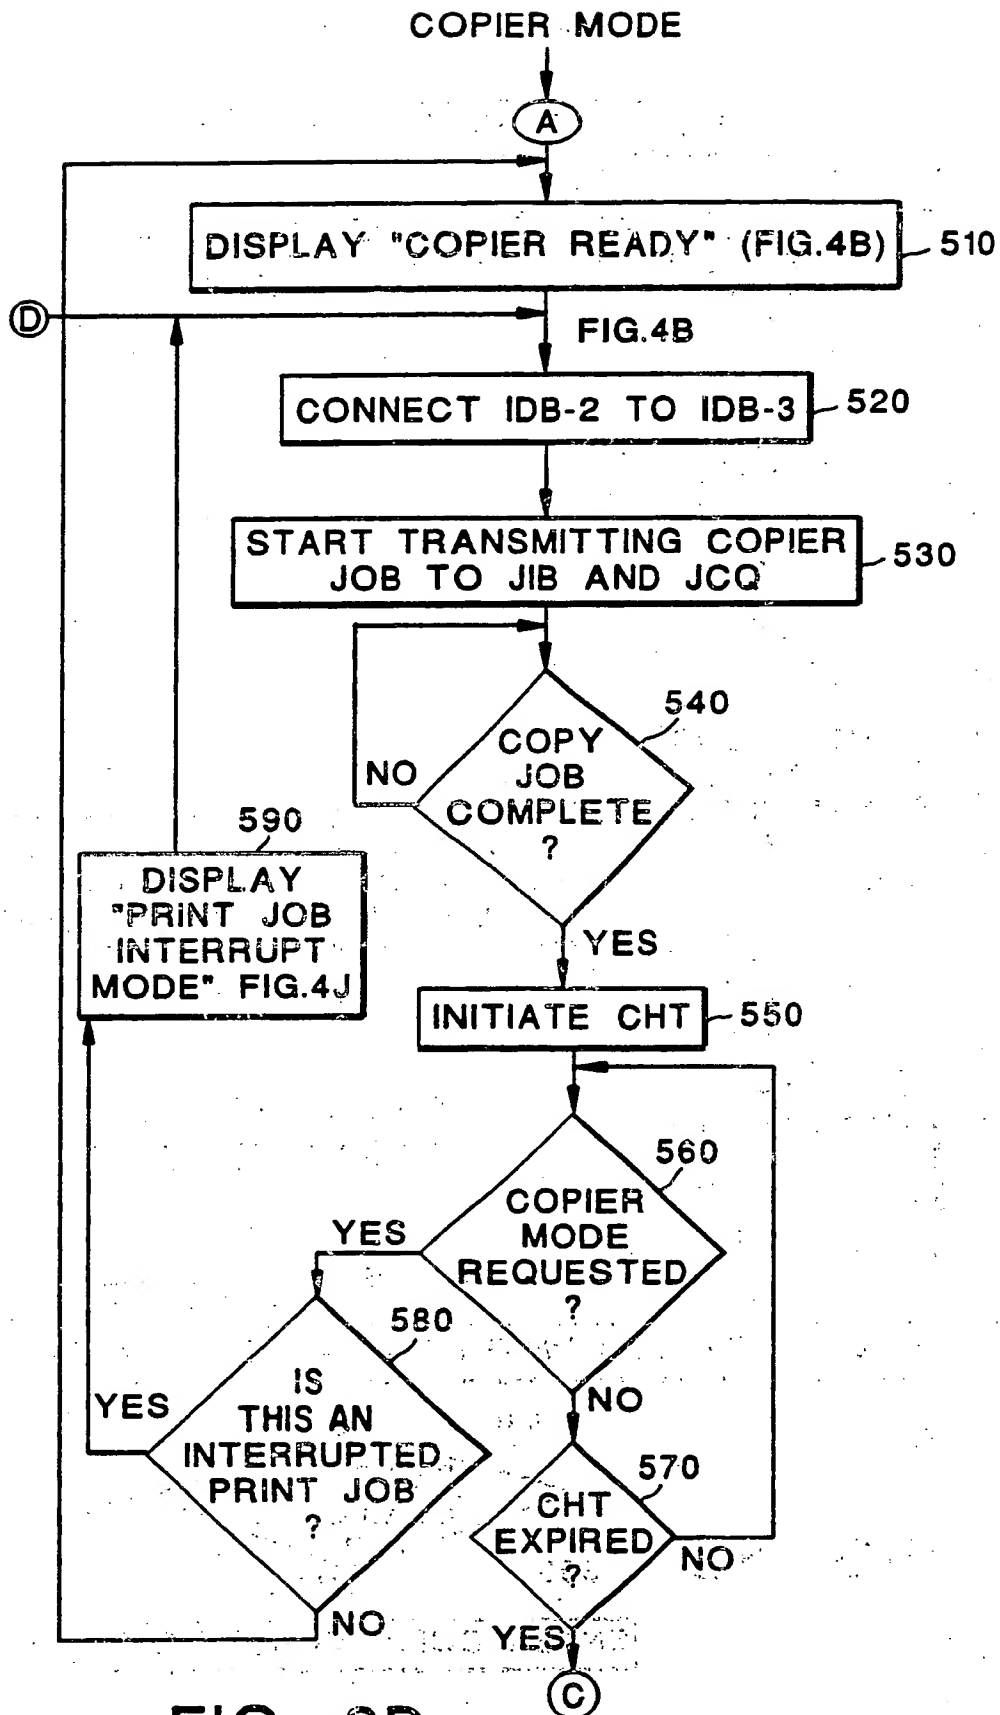 COPIER MODE
A
DISPLAY "COPIER READY" (FIG.4B)
510
D
FIG.4B
CONNECT IDB-2 TO IDB-3
520
START TRANSMITTING COPIER
JOB TO JIB AND JCQ
530
540
COPY
JOB
COMPLETE
?
NO
590
DISPLAY
"PRINT JOB
INTERRUPT
MODE" FIG.4J
YES
INITIATE CHT
550
560
COPIER
MODE
REQUESTED
?
YES
580
IS
THIS AN
INTERRUPTED
PRINT JOB
?
YES
NO
570
CHT
EXPIRED
?
NO
NO
YES
C
FIG.